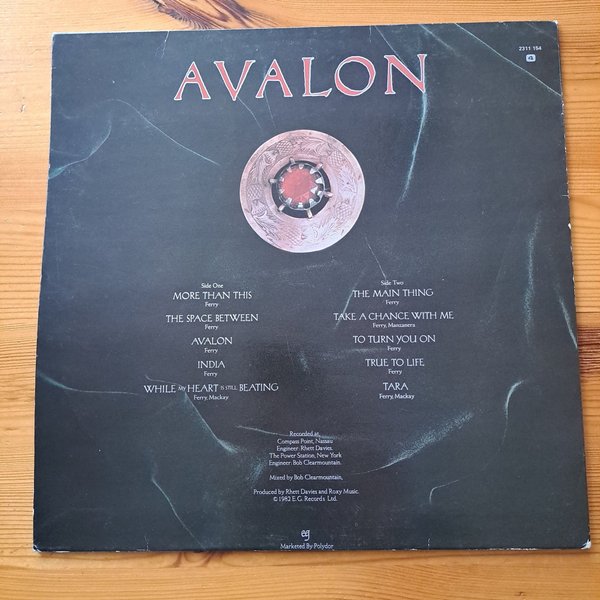 2311 154
AVALON
Side One
MORE THAN THIS
Ferry
THE SPACE BETWEEN
Ferry
AVALON
Ferry
INDIA
Ferry
WHILE MY HEART IS STILL BEATING
Ferry, Mackay
Side Two
THE MAIN THING
Ferry
TAKE A CHANCE WITH ME
Ferry, Manzanera
TO TURN YOU ON
Ferry
TRUE TO LIFE
Ferry
TARA
Ferry, Mackay
Recorded at,
Compass Point, Nassau
Engineer: Rhett Davies.
The Power Station, New York
Engineer: Bob Clearmountain.
Mixed by Bob Clearmountain,
Produced by Rhett Davies and Roxy Music.
© 1982 E.G. Records Ltd.
eg
Marketed By Polydor